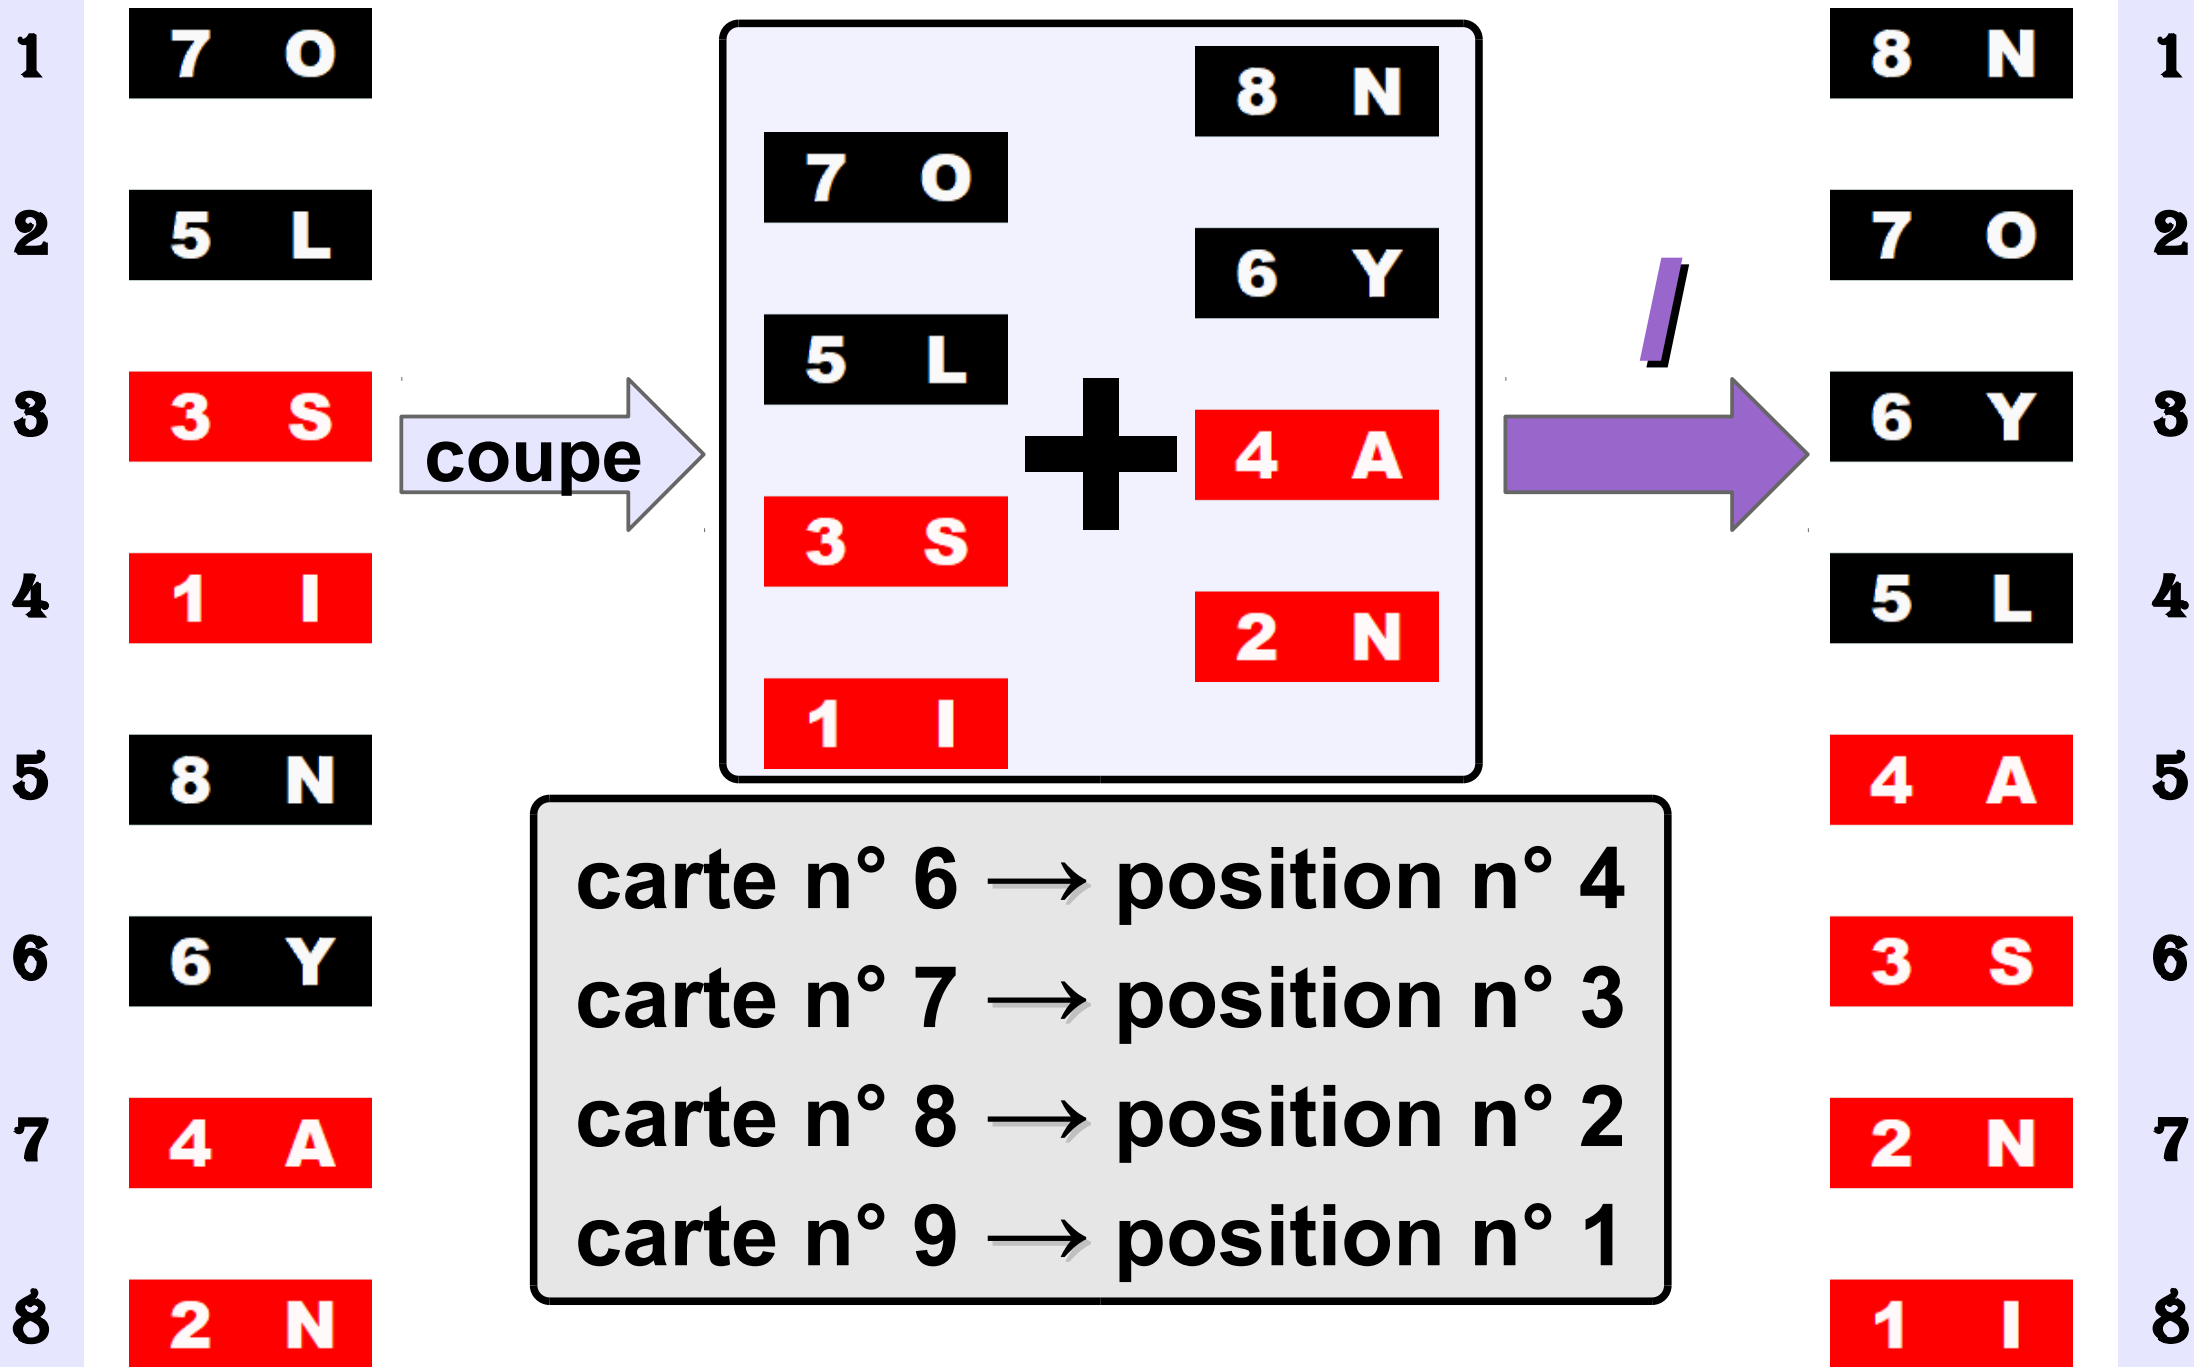 1 7 O
2 5 L
3 3 S
4 1 I
5 8 N
6 6 Y
7 4 A
8 2 N
coupe
7 O
5 L
3 S
1 I
+
8 N
6 Y
4 A
2 N
I
carte n° 6 → position n° 4
carte n° 7 → position n° 3
carte n° 8 → position n° 2
carte n° 9 → position n° 1
8 N 1
7 O 2
6 Y 3
5 L 4
4 A 5
3 S 6
2 N 7
1 I 8